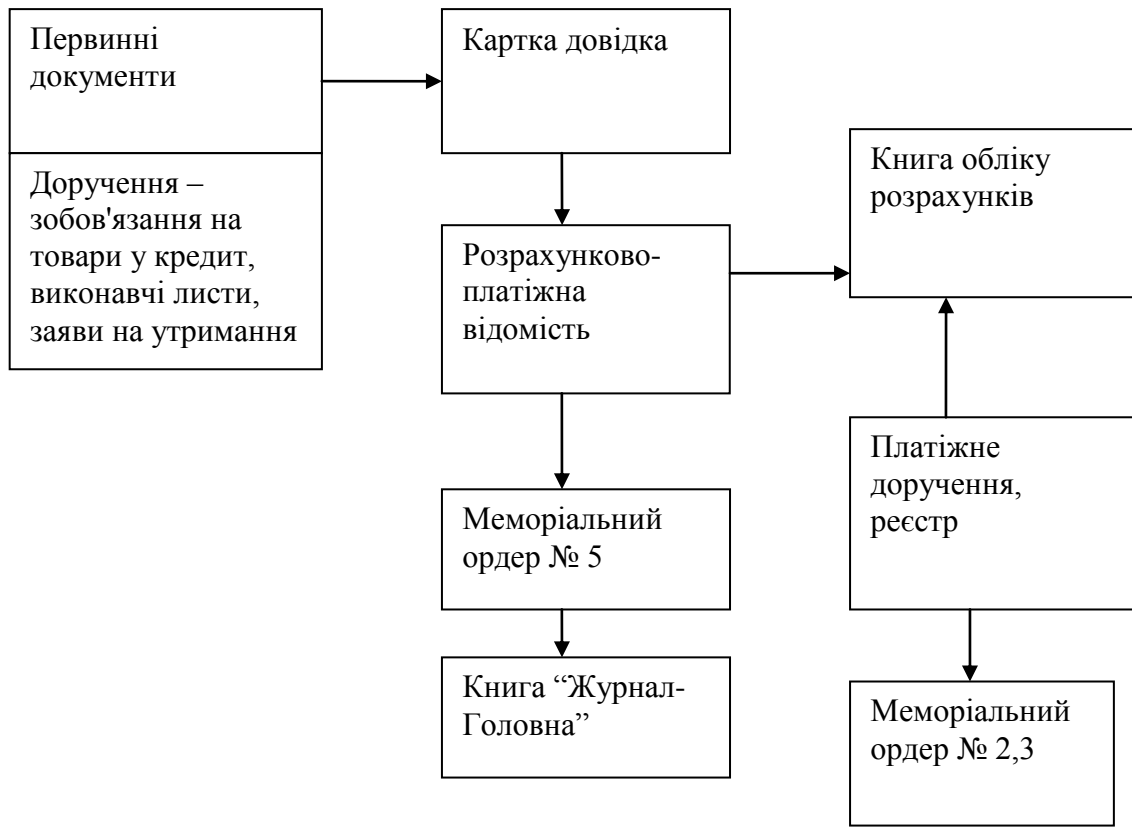 Первинні
документи
Доручення –
зобов'язання на
товари у кредит,
виконавчі листи,
заяви на утримання
Картка довідка
Розрахунково-
платіжна
відомість
Меморіальний
ордер № 5
Книга “Журнал-
Головна”
Книга обліку
розрахунків
Платіжне
доручення,
реєстр
Меморіальний
ордер № 2,3